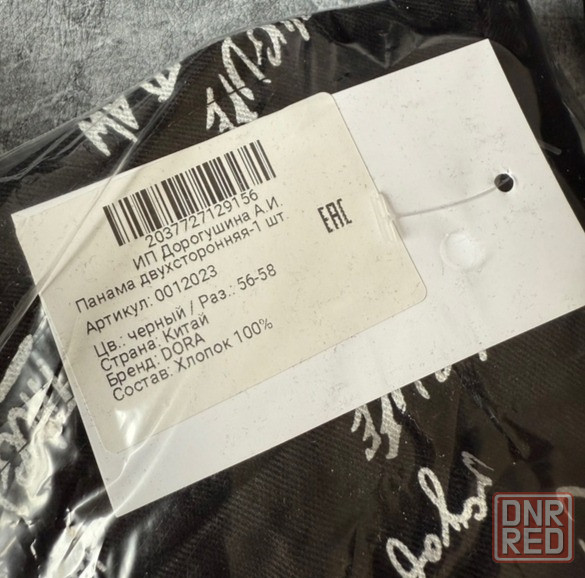 2037727129156
ИП Дорогушина А.И.
Панама двухсторонняя-1 шт.
Артикул: 0012023
Цв.: черный / Раз.: 56-58
Страна: Китай
Бренд: DORA
Состав: Хлопок 100%
EAC
DNR
RED